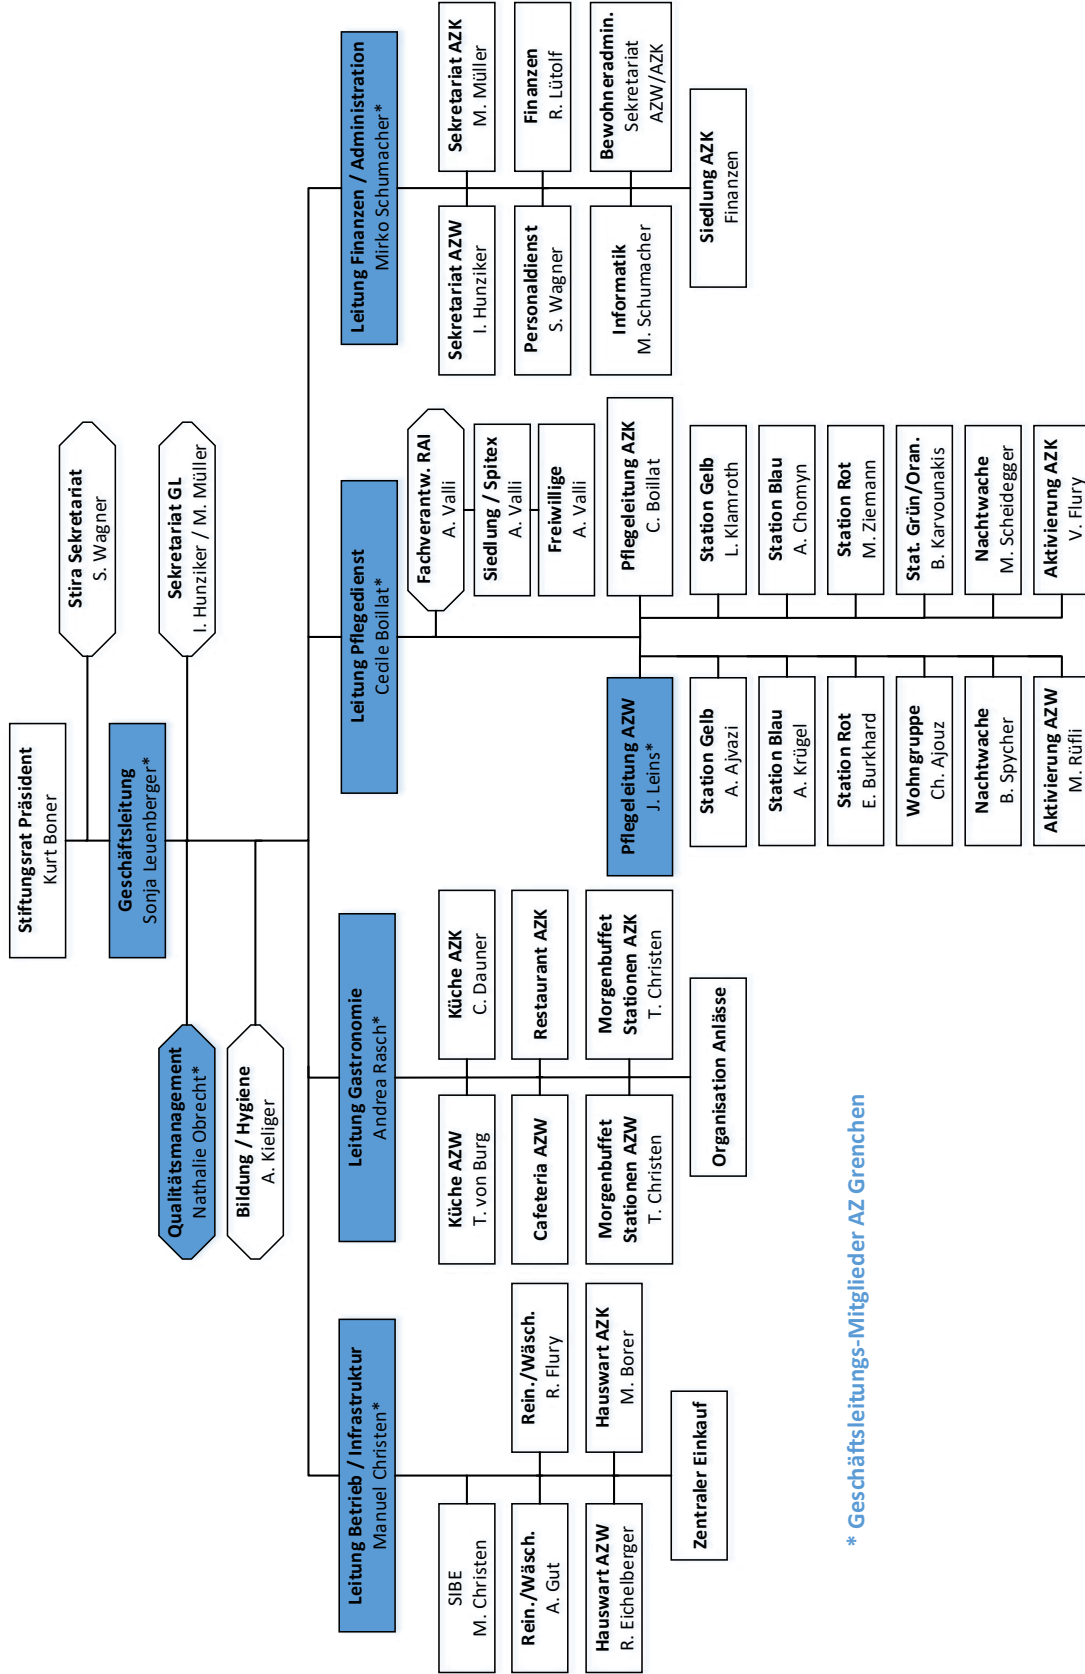 Stiftungsrat Präsident
Kurt Boner
Stira Sekretariat
S. Wagner
Geschäftsleitung
Sonja Leuenberger*
Qualitätsmanagement
Nathalie Obrecht*
Sekretariat GL
I. Hunziker / M. Müller
Bildung / Hygiene
A. Kieliger
Leitung Betrieb / Infrastruktur
Manuel Christen*
SIBE
M. Christen
Rein./Wäsch.
A. Gut
Rein./Wäsch.
R. Flury
Hauswart AZW
R. Eichelberger
Hauswart AZK
M. Borer
Zentraler Einkauf
Leitung Gastronomie
Andrea Rasch*
Küche AZW
T. von Burg
Küche AZK
C. Dauner
Cafeteria AZW
Restaurant AZK
Morgenbuffet
Stationen AZW
T. Christen
Morgenbuffet
Stationen AZK
T. Christen
Organisation Anlässe
Leitung Pflegedienst
Cecile Boillat*
Fachverantw. RAI
A. Valli
Siedlung / Spitex
A. Valli
Freiwillige
A. Valli
Pflegeleitung AZW
J. Leins*
Pflegeleitung AZK
C. Boillat
Station Gelb
A. Ajvazi
Station Gelb
L. Klamroth
Station Blau
A. Krügel
Station Blau
A. Chomyn
Station Rot
E. Burkhard
Station Rot
M. Ziemann
Wohngruppe
Ch. Ajouz
Stat. Grün/Oran.
B. Karvounakis
Nachtwache
B. Spycher
Nachtwache
M. Scheidegger
Aktivierung AZW
M. Rüfli
Aktivierung AZK
V. Flury
Leitung Finanzen / Administration
Mirko Schumacher*
Sekretariat AZW
I. Hunziker
Sekretariat AZK
M. Müller
Personaldienst
S. Wagner
Finanzen
R. Lütolf
Informatik
M. Schumacher
Bewohneradmin.
Sekretariat
AZW/AZK
Siedlung AZK
Finanzen
* Geschäftsleitungs-Mitglieder AZ Grenchen